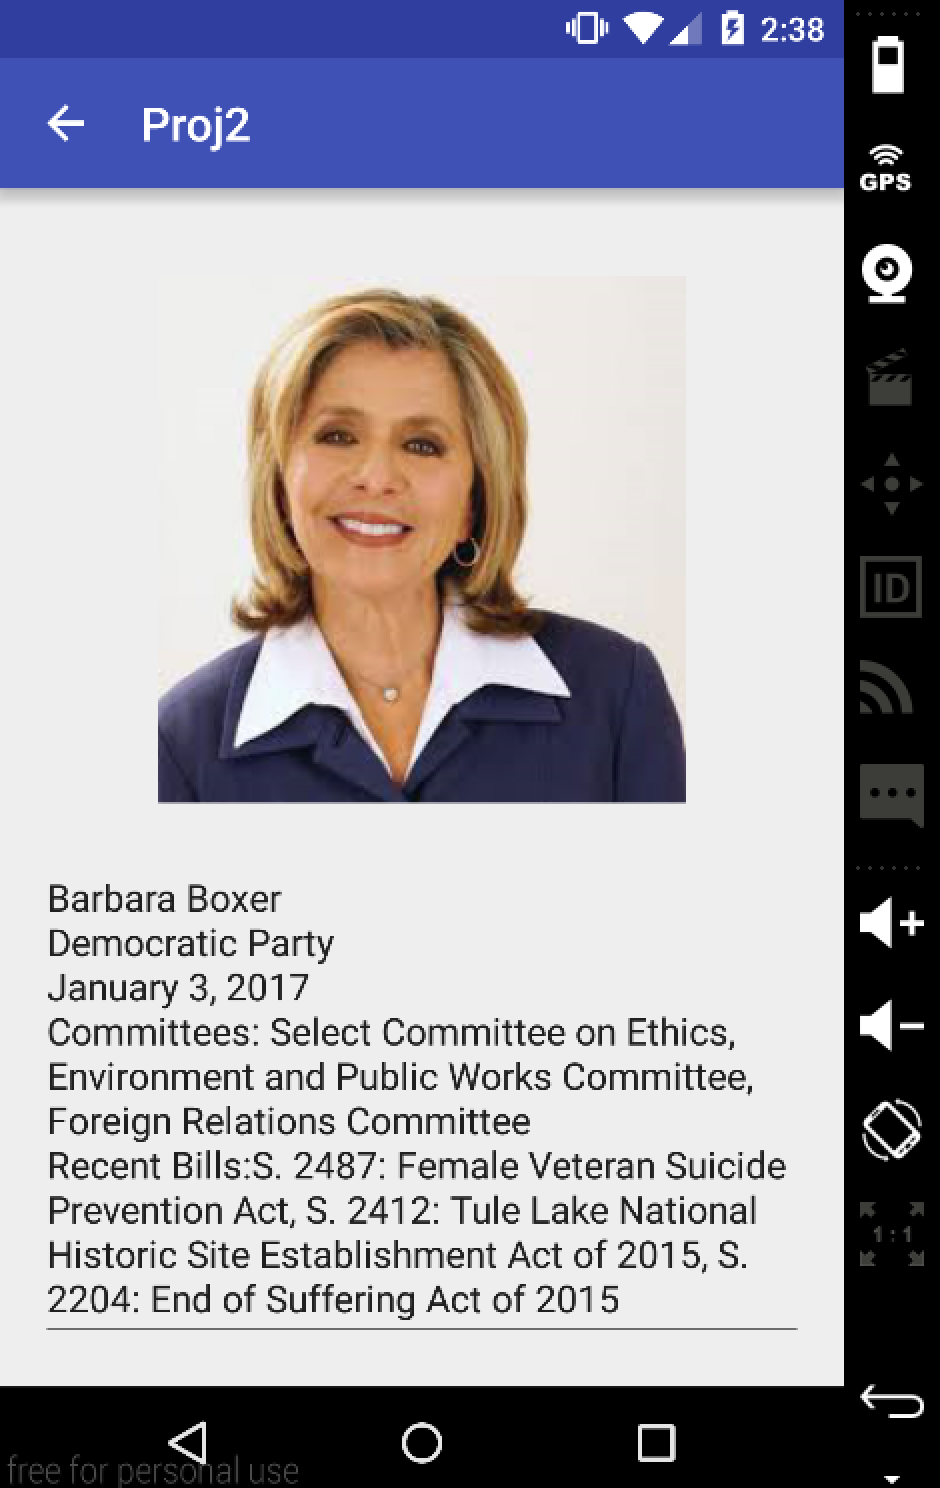 2:38
Proj2
GPS
ID
Barbara Boxer
Democratic Party
January 3, 2017
Committees: Select Committee on Ethics,
Environment and Public Works Committee,
Foreign Relations Committee
Recent Bills:S. 2487: Female Veteran Suicide
Prevention Act, S. 2412: Tule Lake National
Historic Site Establishment Act of 2015, S.
2204: End of Suffering Act of 2015
1:1
free for personal use